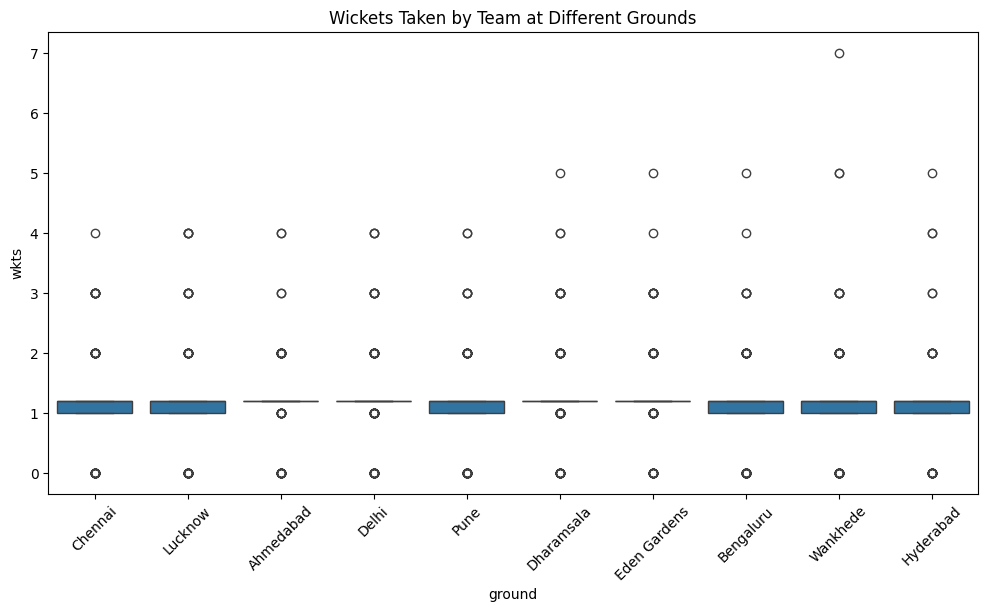 Wickets Taken by Team at Different Grounds
wkts
7
6
5
4
3
2
1
0
Chennai
Lucknow
Ahmedabad
Delhi
Pune
Dharamsala
Eden Gardens
Bengaluru
Wankhede
Hyderabad
ground